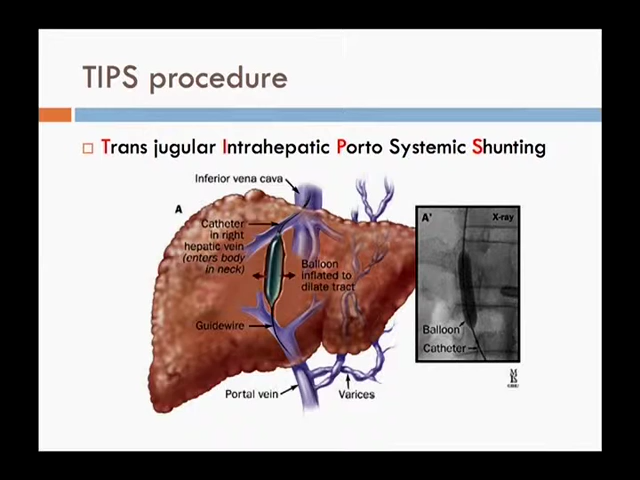 TIPS procedure
Trans jugular Intrahepatic Porto Systemic Shunting
Inferior vena cava
A
Catheter
in right
hepatic vein
(enters body
in neck)
Balloon
inflated to
dilate tract
Guidewire
Portal vein
Varices
A'
X-ray
Balloon
Catheter